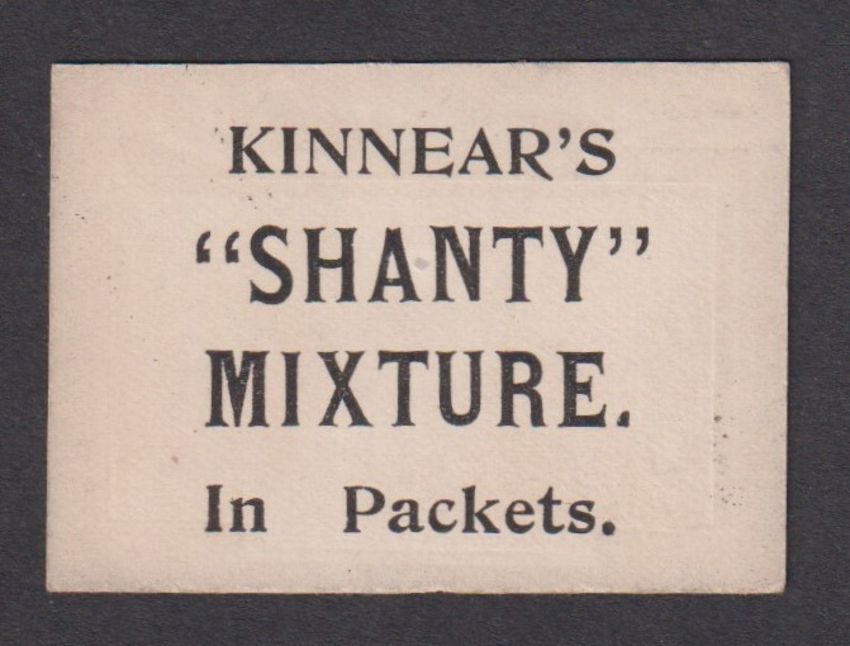 KINNEAR'S
“SHANTY”
MIXTURE.
In Packets.